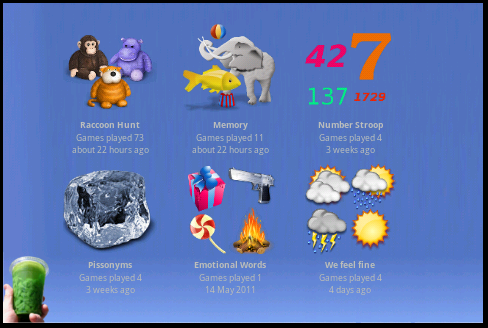 42 7
137 1729
Raccoon Hunt
Games played 73
about 22 hours ago
Memory
Games played 11
about 22 hours ago
Number Stroop
Games played 4
3 weeks ago
Pissonyms
Games played 4
3 weeks ago
Emotional Words
Games played 1
14 May 2011
We feel fine
Games played 4
4 days ago